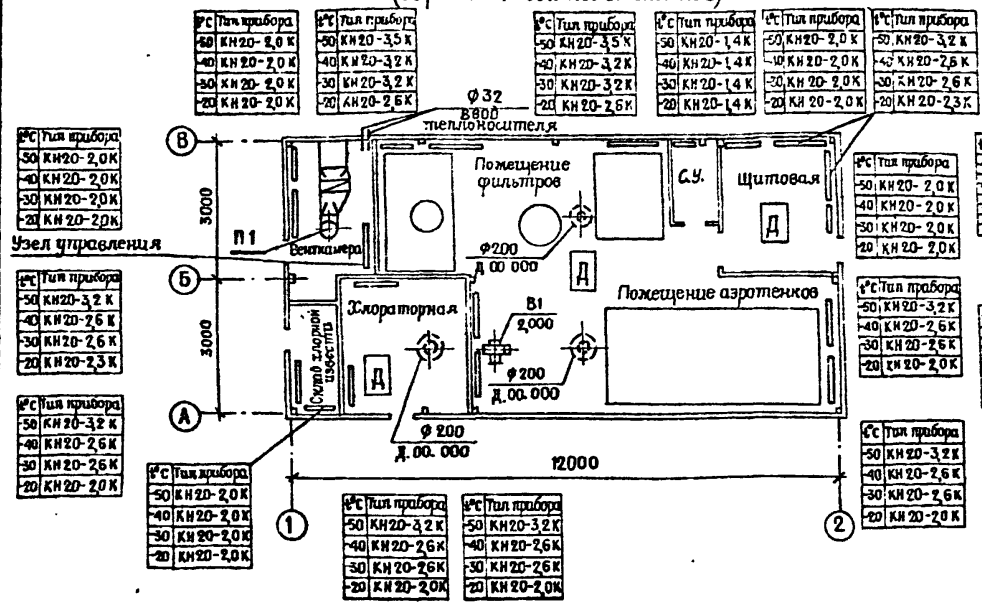 t°C Тип прибора
-50 КН20-2,0К
-40 КН20-2,0К
-30 КН20-2,0К
-20 КН20-2,0К
t°C Тип прибора
-50 КН20-3,5К
-40 КН20-3,2К
-30 КН20-3,2К
-20 КН20-2,6К
t°C Тип прибора
-50 КН20-3,5К
-40 КН20-3,2К
-30 КН20-3,2К
-20 КН20-2,6К
t°C Тип прибора
-50 КН20-1,4К
-40 КН20-1,4К
-30 КН20-1,4К
-20 КН20-1,4К
t°C Тип прибора
-50 КН20-2,0К
-40 КН20-2,0К
-30 КН20-2,0К
-20 КН20-2,0К
t°C Тип прибора
-50 КН20-3,2К
-40 КН20-2,6К
-30 КН20-2,6К
-20 КН20-2,3К
Ø32
Ввод
теплоносителя
t°C Тип прибора
-50 КН20-2,0К
-40 КН20-2,0К
-30 КН20-2,0К
-20 КН20-2,0К
Узел управления
В
3000
Б
3000
А
П1
Венткамера
Помещение
фильтров
С.У.
Щитовая
Д
Ø200
Д.00.000
Д
t°C Тип прибора
-50 КН20-2,0К
-40 КН20-2,0К
-30 КН20-2,0К
-20 КН20-2,0К
t°C Тип прибора
-50 КН20-3,2К
-40 КН20-2,6К
-30 КН20-2,6К
-20 КН20-2,3К
Склад хлорной
извести
Хлораторная
Д
В1
2,000
Помещение аэротенков
Ø200
Д.00.000
Ø200
Д.00.000
t°C Тип прибора
-50 КН20-3,2К
-40 КН20-2,6К
-30 КН20-2,6К
-20 КН20-2,0К
t°C Тип прибора
-50 КН20-3,2К
-40 КН20-2,6К
-30 КН20-2,6К
-20 КН20-2,0К
t°C Тип прибора
-50 КН20-2,0К
-40 КН20-2,0К
-30 КН20-2,0К
-20 КН20-2,0К
12000
1
2
t°C Тип прибора
-50 КН20-3,2К
-40 КН20-2,6К
-30 КН20-2,6К
-20 КН20-2,0К
t°C Тип прибора
-50 КН20-3,2К
-40 КН20-2,6К
-30 КН20-2,6К
-20 КН20-2,0К
t°C Тип прибора
-50 КН20-3,2К
-40 КН20-2,6К
-30 КН20-2,6К
-20 КН20-2,0К